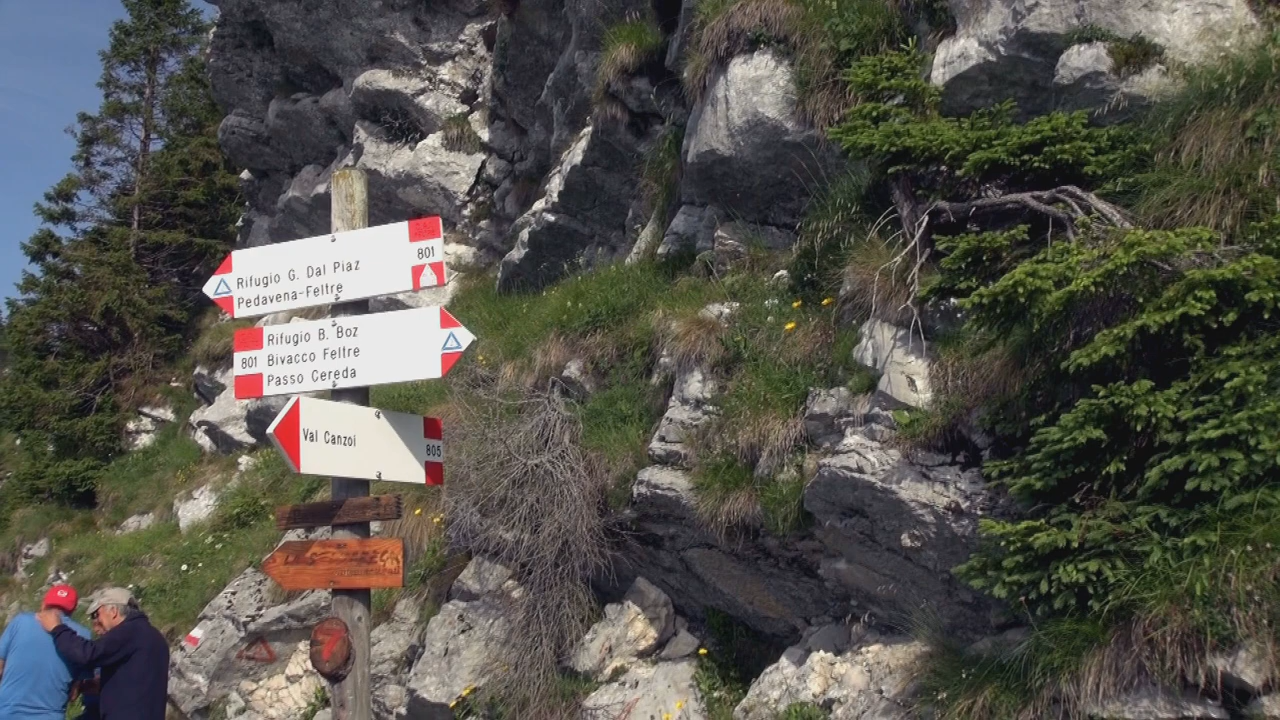 Rifugio G. Dal Piaz
Pedavena-Feltre
801
801
Rifugio B. Boz
Bivacco Feltre
Passo Cereda
Val Canzoi
805